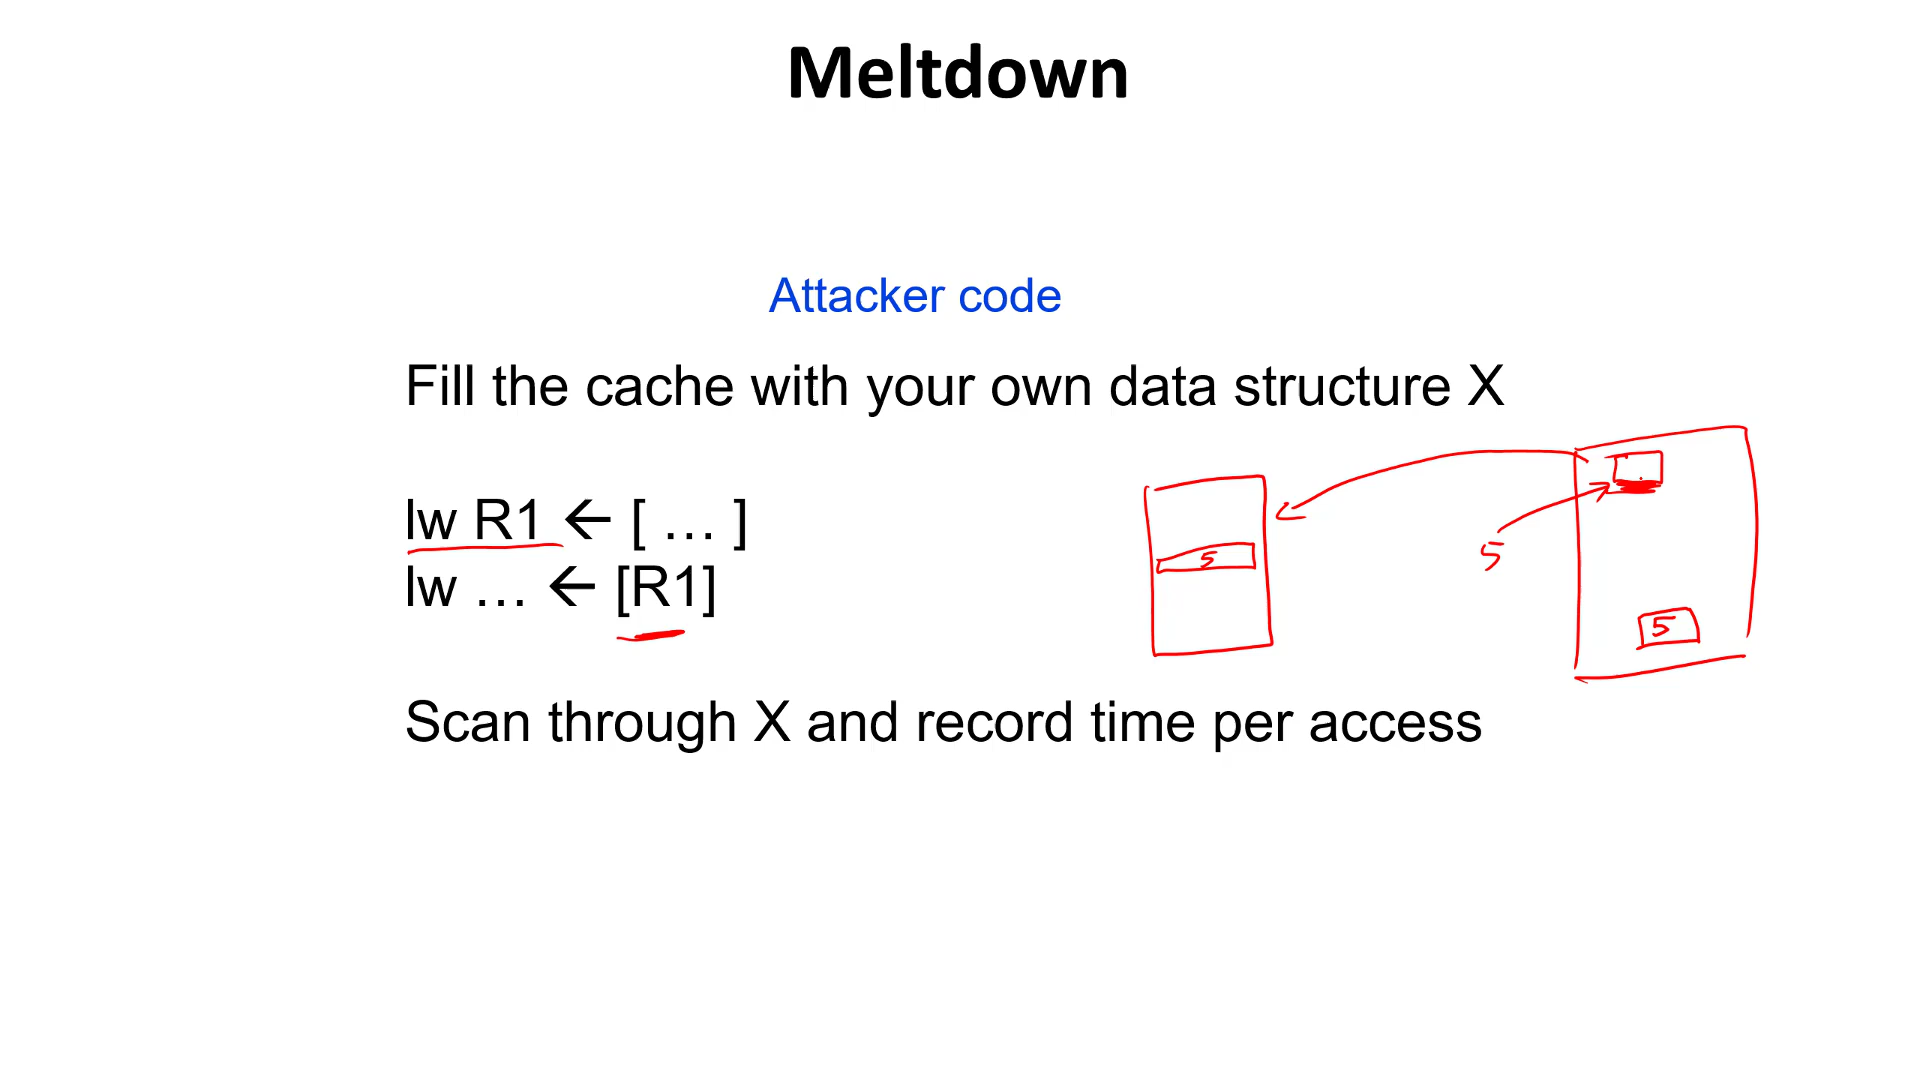 Meltdown
Attacker code
Fill the cache with your own data structure X
lw R1 ← [ … ]
lw … ← [R1]
5
5
5
Scan through X and record time per access